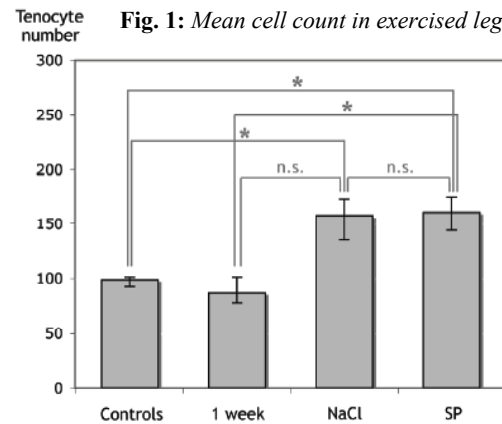 Tenocyte
number
Fig. 1: Mean cell count in exercised leg
300
250
200
150
100
50
0
*
*
*
n.s.
n.s.
Controls 1 week NaCl SP